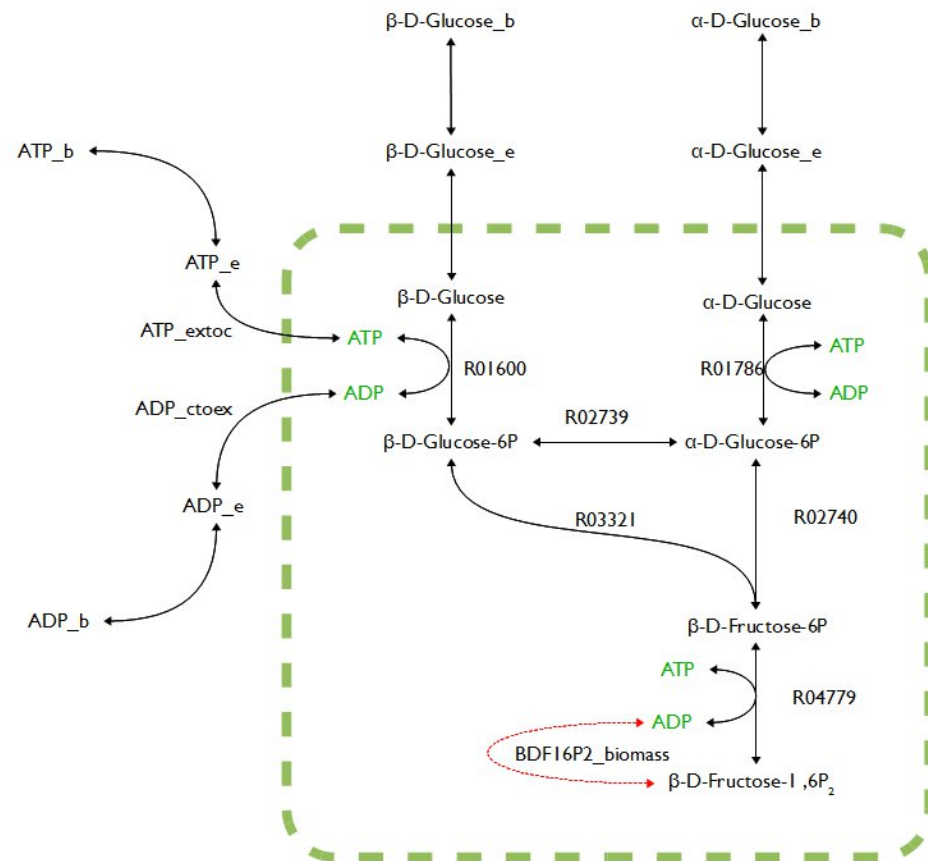 β-D-Glucose_b
α-D-Glucose_b
ATP_b
β-D-Glucose_e
α-D-Glucose_e
ATP_e
β-D-Glucose
α-D-Glucose
ATP_extoc
ATP
R01600
R01786
ATP
ADP_ctoex
ADP
ADP
R02739
β-D-Glucose-6P
α-D-Glucose-6P
ADP_e
R03321
R02740
ADP_b
β-D-Fructose-6P
ATP
R04779
ADP
BDF16P2_biomass
β-D-Fructose-1,6P₂